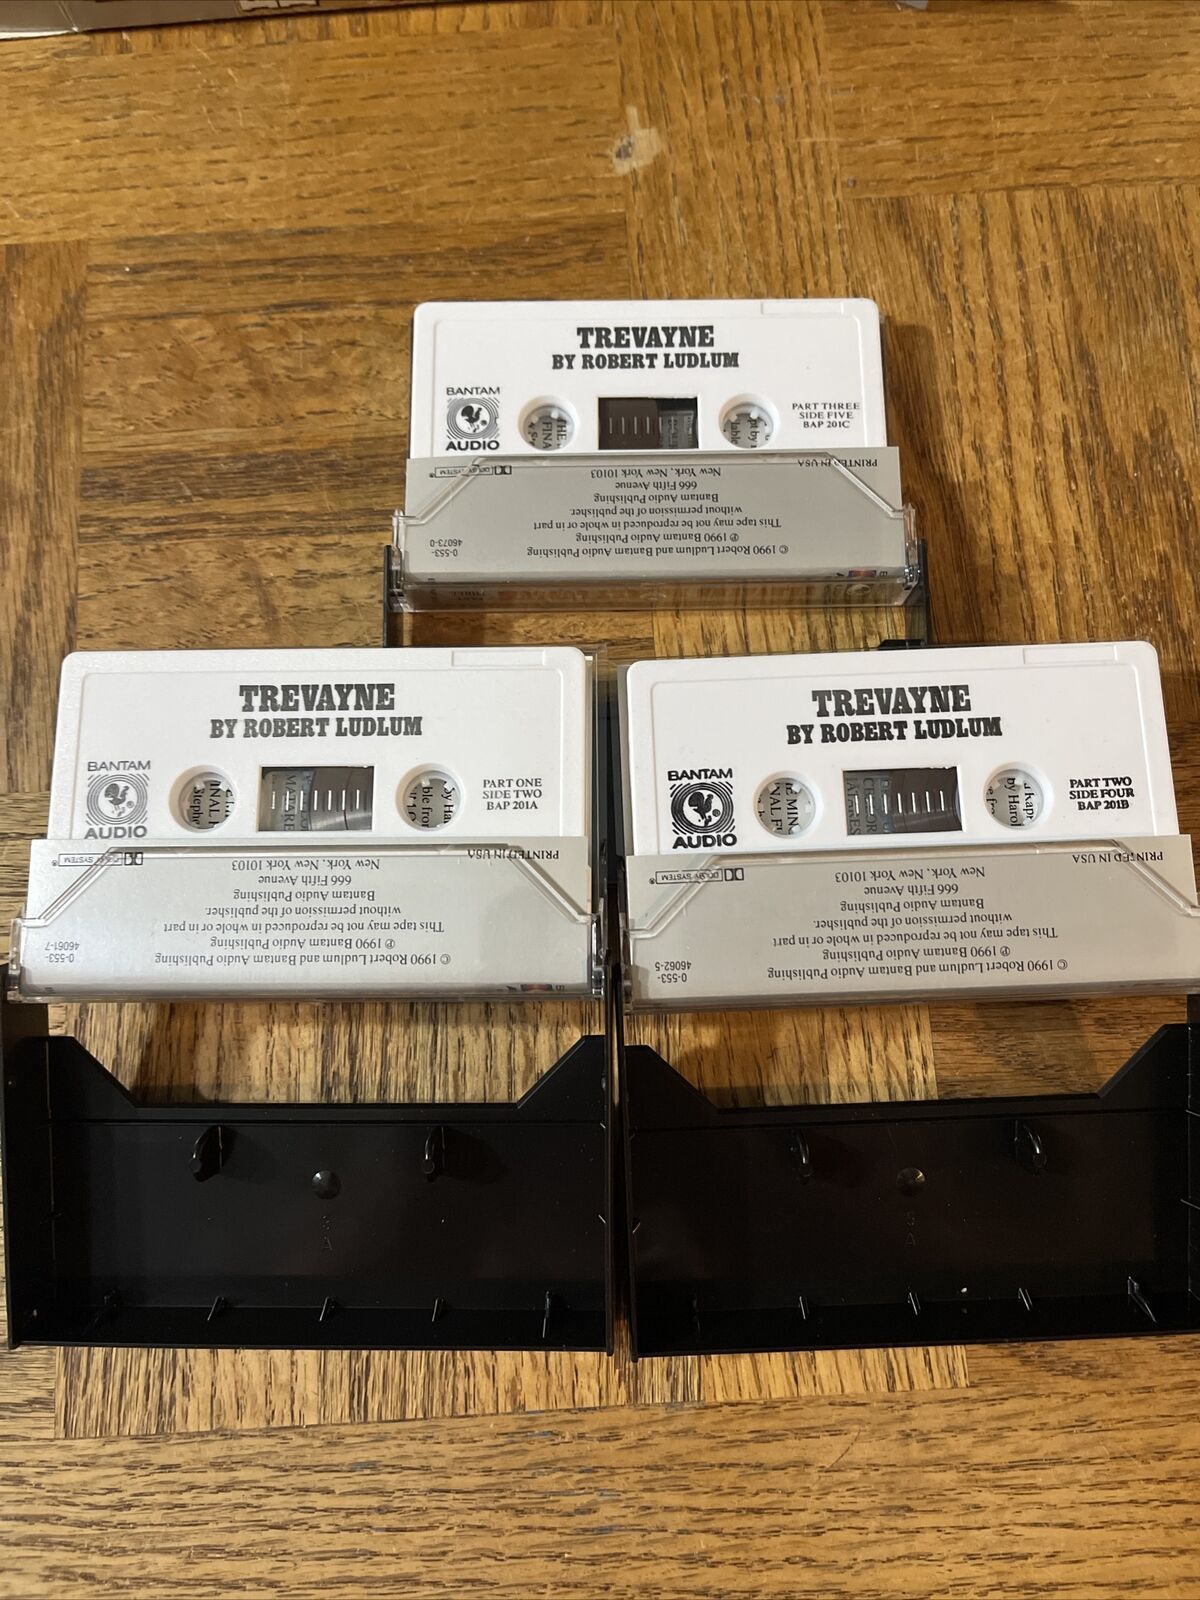 TREVAYNE
BY ROBERT LUDLUM
BANTAM
AUDIO
PART THREE
SIDE FIVE
BAP 201C
© 1990 Robert Ludlum and Bantam Audio Publishing
℗ 1990 Bantam Audio Publishing
This tape may not be reproduced in whole or in part
without permission of the publisher.
Bantam Audio Publishing
666 Fifth Avenue
New York, New York 10103
PRINTED IN USA
DOLBY SYSTEM
0-553-
46073-0
TREVAYNE
BY ROBERT LUDLUM
BANTAM
AUDIO
PART ONE
SIDE TWO
BAP 201A
© 1990 Robert Ludlum and Bantam Audio Publishing
℗ 1990 Bantam Audio Publishing
This tape may not be reproduced in whole or in part
without permission of the publisher.
Bantam Audio Publishing
666 Fifth Avenue
New York, New York 10103
PRINTED IN USA
DOLBY SYSTEM
0-553-
46061-7
TREVAYNE
BY ROBERT LUDLUM
BANTAM
AUDIO
PART TWO
SIDE FOUR
BAP 201B
© 1990 Robert Ludlum and Bantam Audio Publishing
℗ 1990 Bantam Audio Publishing
This tape may not be reproduced in whole or in part
without permission of the publisher.
Bantam Audio Publishing
666 Fifth Avenue
New York, New York 10103
PRINTED IN USA
DOLBY SYSTEM
0-553-
46062-5